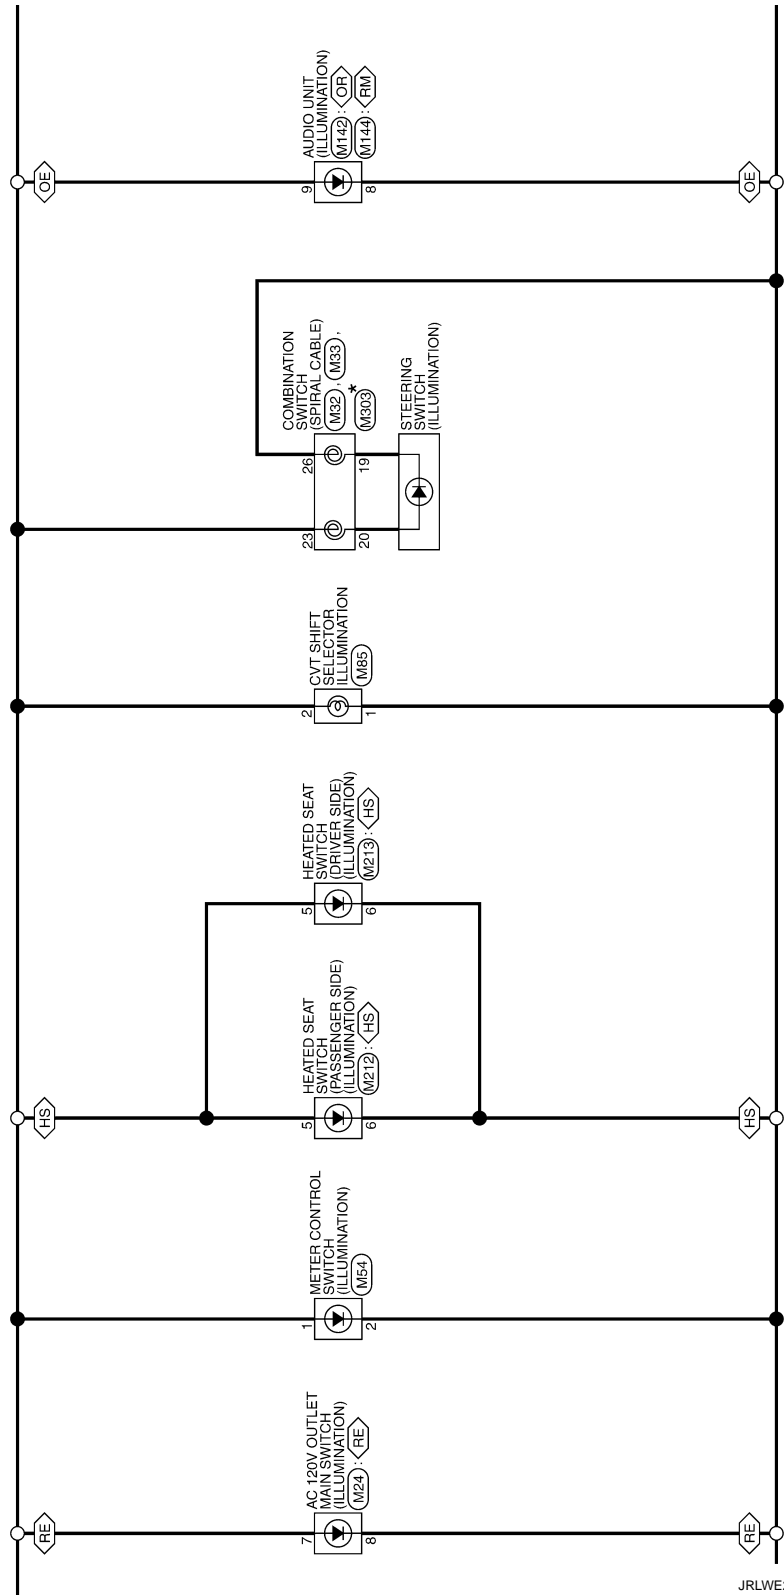 RE
7
8
AC 120V OUTLET
MAIN SWITCH
(ILLUMINATION)
M24 : RE
RE
1
2
METER CONTROL
SWITCH
(ILLUMINATION)
M54
HS
5
6
HEATED SEAT
SWITCH
(PASSENGER SIDE)
(ILLUMINATION)
M212 : HS
HS
5
6
HEATED SEAT
SWITCH
(DRIVER SIDE)
(ILLUMINATION)
M213 : HS
2
1
CVT SHIFT
SELECTOR
ILLUMINATION
M85
23
26
20
19
COMBINATION
SWITCH
(SPIRAL CABLE)
M32 , M33 ,
*
M303
STEERING
SWITCH
(ILLUMINATION)
OE
9
8
AUDIO UNIT
(ILLUMINATION)
M142 : OR
M144 : RM
OE